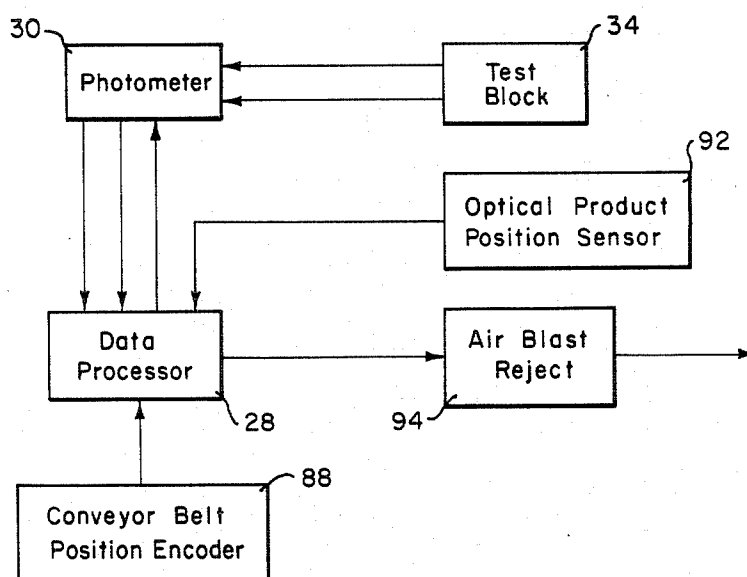 30
Photometer
34
Test
Block
92
Optical Product
Position Sensor
Data
Processor
28
Air Blast
Reject
94
88
Conveyor Belt
Position Encoder